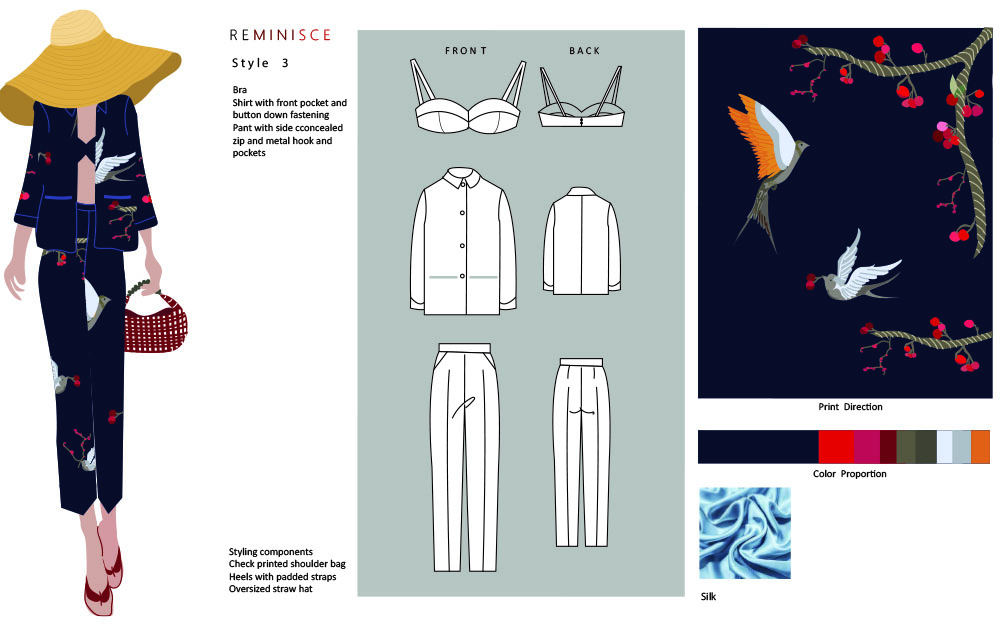 REMINISCE
Style 3
Bra
Shirt with front pocket and
button down fastening
Pant with side cconcealed
zip and metal hook and
pockets
Styling components
Check printed shoulder bag
Heels with padded straps
Oversized straw hat
FRONT
BACK
Print Direction
Color Proportion
Silk